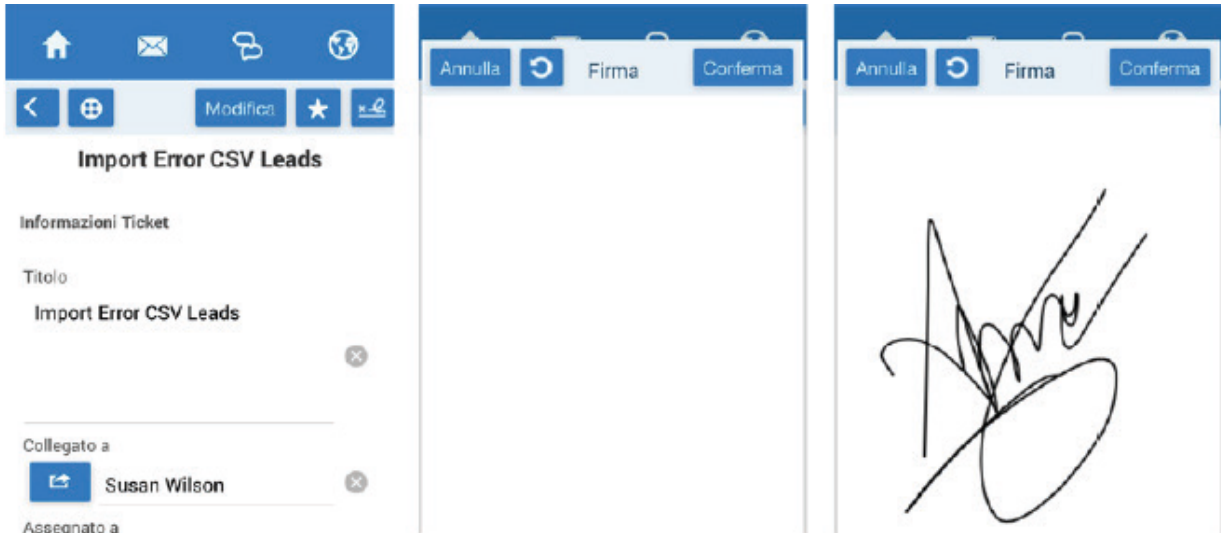 Modifica
Import Error CSV Leads
Informazioni Ticket
Titolo
Import Error CSV Leads
Collegato a
Susan Wilson
Assegnato a
Annulla
Firma
Conferma
Annulla
Firma
Conferma